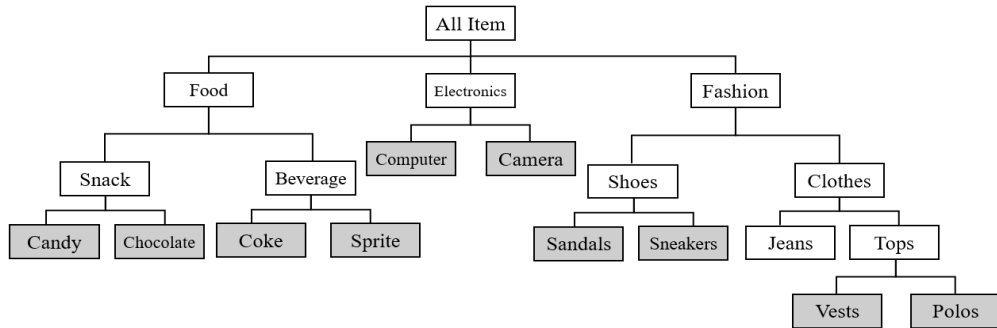 All Item
Food
Electronics
Fashion
Computer
Camera
Snack
Beverage
Shoes
Clothes
Candy
Chocolate
Coke
Sprite
Sandals
Sneakers
Jeans
Tops
Vests
Polos